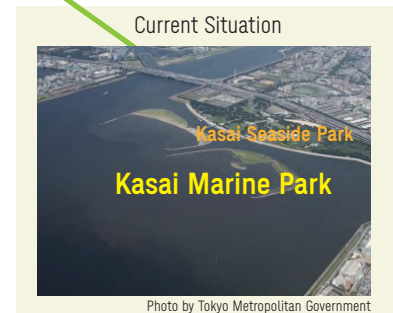 Current Situation
Kasai Seaside Park
Kasai Marine Park
Photo by Tokyo Metropolitan Government